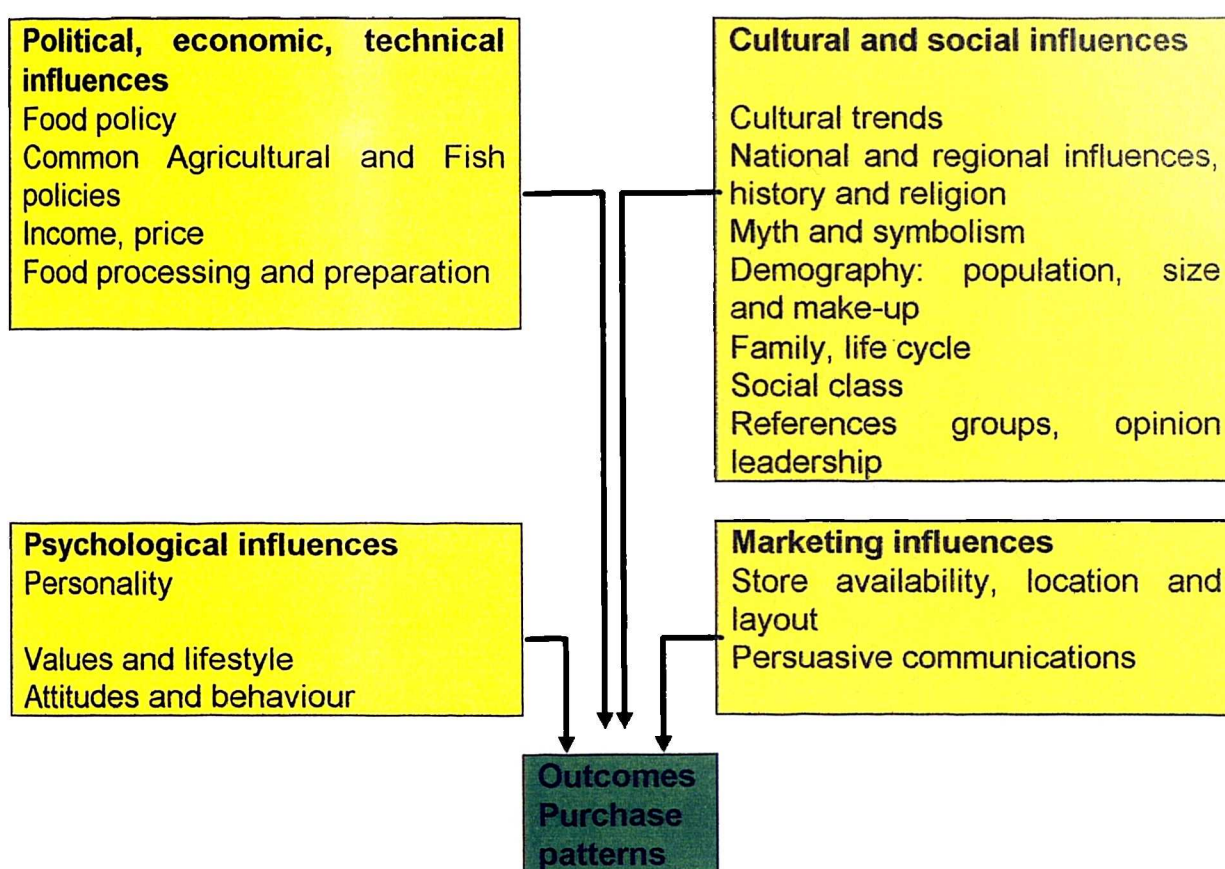 Political, economic, technical
influences
Food policy
Common Agricultural and Fish
policies
Income, price
Food processing and preparation
Cultural and social influences
Cultural trends
National and regional influences,
history and religion
Myth and symbolism
Demography: population, size
and make-up
Family, life cycle
Social class
References groups, opinion
leadership
Psychological influences
Personality
Values and lifestyle
Attitudes and behaviour
Marketing influences
Store availability, location and
layout
Persuasive communications
Outcomes
Purchase
patterns